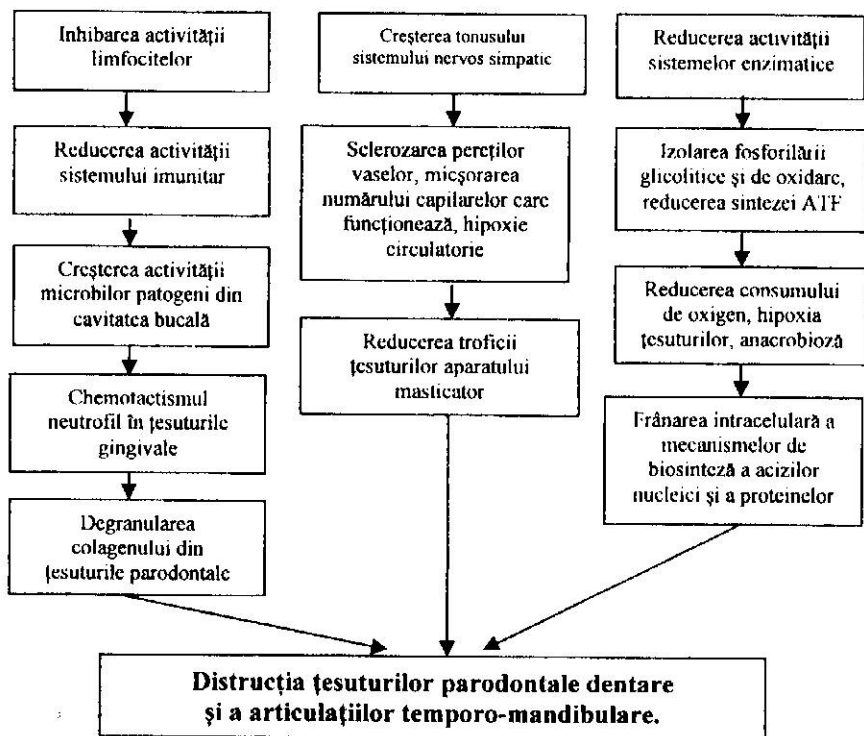 Inhibarea activității
limfocitelor
Reducerea activității
sistemului imunitar
Creșterea activității
microbilor patogeni din
cavitatea bucală
Chemotactismul
neutrofil în țesuturile
gingivale
Degranularea
colagenului din
țesuturile parodontale
Creșterea tonusului
sistemului nervos simpatic
Sclerozarea pereților
vaselor, micșorarea
numărului capilarelor care
funcționează, hipoxie
circulatorie
Reducerea troficii
țesuturilor aparatului
masticator
Reducerea activității
sistemelor enzimatice
Izolarea fosforilării
glicolitice și de oxidare,
reducerea sintezei ATF
Reducerea consumului
de oxigen, hipoxia
țesuturilor, anaerobioză
Frânarea intracelulară a
mecanismelor de
biosinteză a acizilor
nucleici și a proteinelor
Distrucția țesuturilor parodontale dentare
și a articulațiilor temporo-mandibulare.